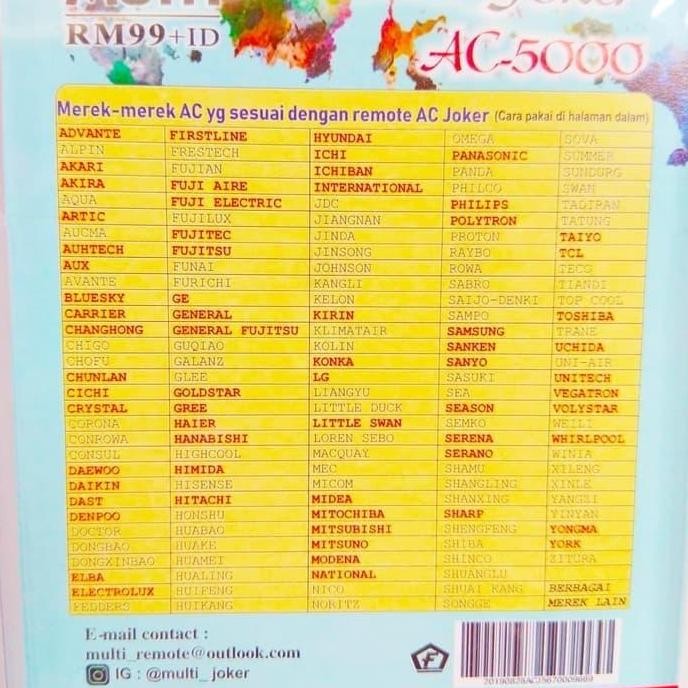 RM99+ID
Joker
AC-5000
Merek-merek AC yg sesuai dengan remote AC Joker (Cara pakai di halaman dalam)
ADVANTE FIRSTLINE HYUNDAI OMEGA SOVA
ALPIN FRESTECH ICHI PANASONIC SUMMER
AKARI FUJIAN ICHIBAN PANDA SUNDURO
AKIRA FUJI AIRE INTERNATIONAL PHILCO SWAN
AQUA FUJI ELECTRIC JDC PHILIPS TADIPAN
ARTIC FUJILUX JIANGNAN POLYTRON TATUNG
AUCMA FUJITEC JINDA PROTON TAIYO
AUHTECH FUJITSU JINSONG RAYBO TCL
AUX FUNAI JOHNSON ROWA TECO
AVANTE FURICHI KANGLI SABRO TIANDI
BLUESKY GE KELON SAIJO-DENKI TOP COOL
CARRIER GENERAL KIRIN SAMPO TOSHIBA
CHANGHONG GENERAL FUJITSU KLIMATAIR SAMSUNG TRANE
CHIGO GUQIAO KOLIN SANKEN UCHIDA
CHOFU GALANZ KONKA SANYO UNI-AIR
CHUNLAN GLEE LG SASUKI UNITECH
CICHI GOLDSTAR LIANGYU SEA VEGATRON
CRYSTAL GREE LITTLE DUCK SEASON VOLYSTAR
CORONA HAIER LITTLE SWAN SEMKO WEILI
CONROWA HANABISHI LOREN SEBO SERENA WHIRLPOOL
CONSUL HIGHCOOL MACQUAY SERANO WINIA
DAEWOO HIMIDA MEC SHAMU XILENG
DAIKIN HISENSE MICOM SHANGLING XINLE
DAST HITACHI MIDEA SHANXING YANGZI
DENPOO HONSHU MITOCHIBA SHARP YINYAN
DOCTOR HUABAO MITSUBISHI SHENGFENG YONGMA
DONGBAO HUAKE MITSUNO SHIBA YORK
DONGXINBAO HUAMEI MODENA SHINCO ZITURA
ELBA HUALING NATIONAL SHUANGLU
ELECTROLUX HUIFENG NICO SHUAI KANG BERBAGAI
FEDDERS HUIKANG NORITZ SONGGE MEREK LAIN
E-mail contact :
multi_remote@outlook.com
IG : @multi_joker